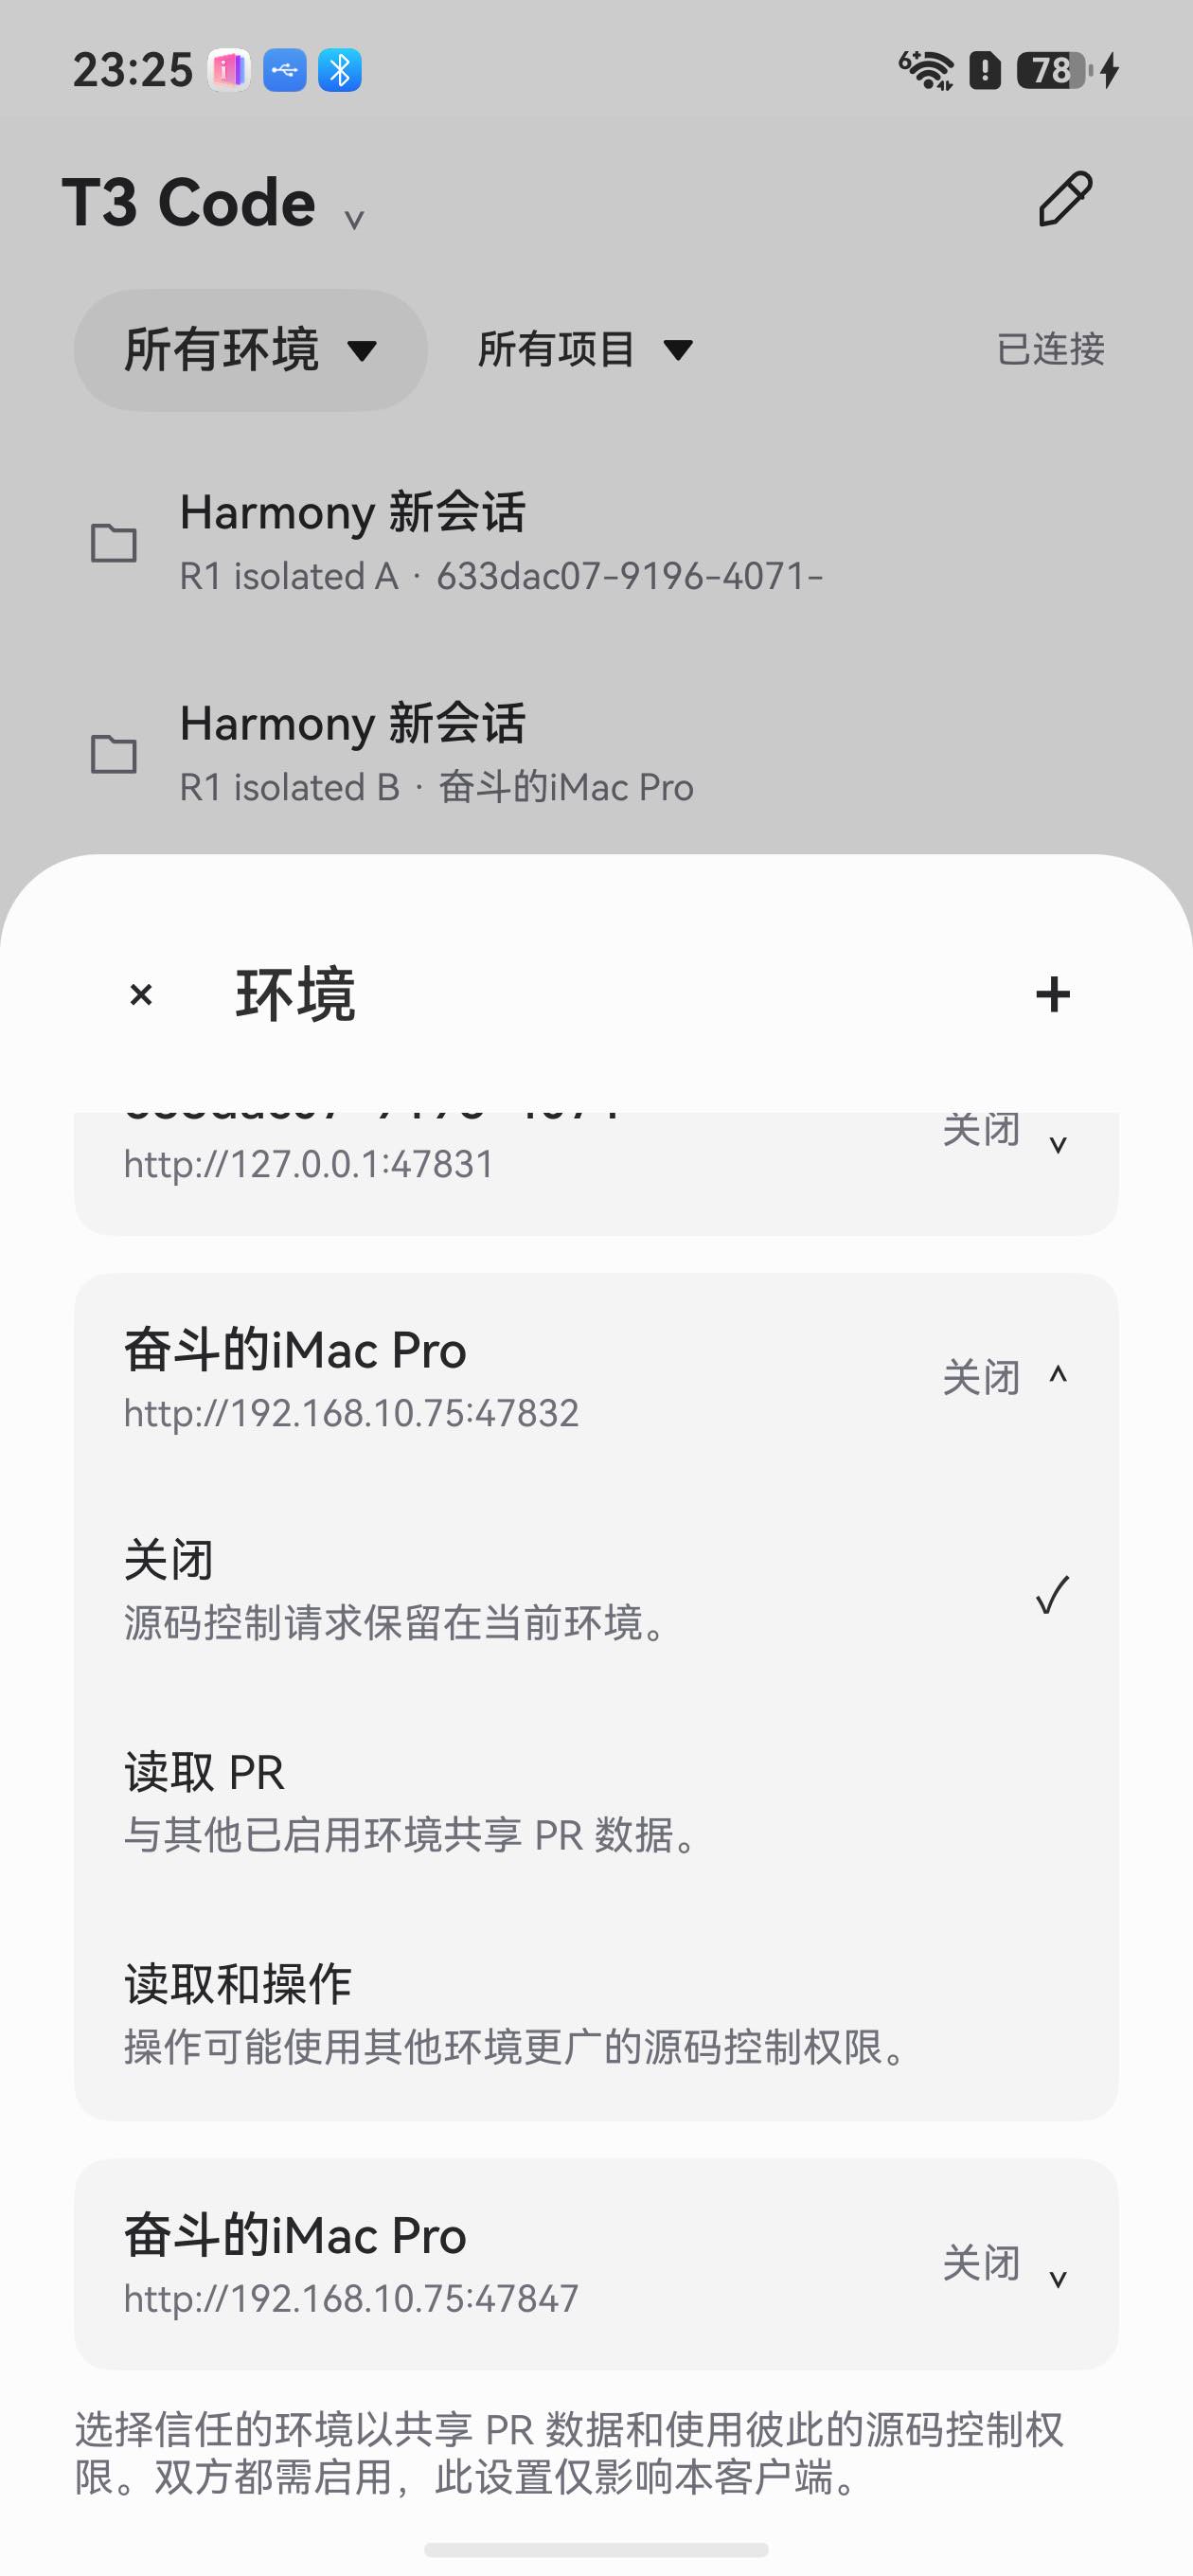 23:25
78
T3 Code
所有环境
所有项目
已连接
Harmony 新会话
R1 isolated A · 633dac07-9196-4071-
Harmony 新会话
R1 isolated B · 奋斗的iMac Pro
环境
关闭
http://127.0.0.1:47831
奋斗的iMac Pro
关闭
http://192.168.10.75:47832
关闭
源码控制请求保留在当前环境。
读取 PR
与其他已启用环境共享 PR 数据。
读取和操作
操作可能使用其他环境更广的源码控制权限。
奋斗的iMac Pro
关闭
http://192.168.10.75:47847
选择信任的环境以共享 PR 数据和使用彼此的源码控制权
限。双方都需启用，此设置仅影响本客户端。